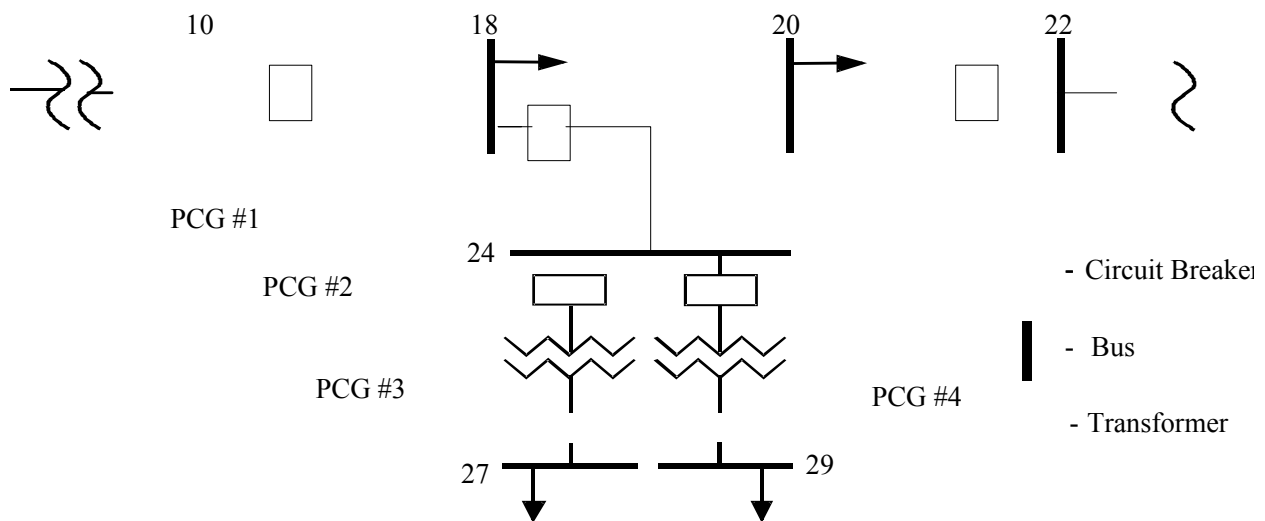 10
18
20
22
PCG #1
24
PCG #2
- Circuit Breaker
- Bus
PCG #3
PCG #4
- Transformer
27
29